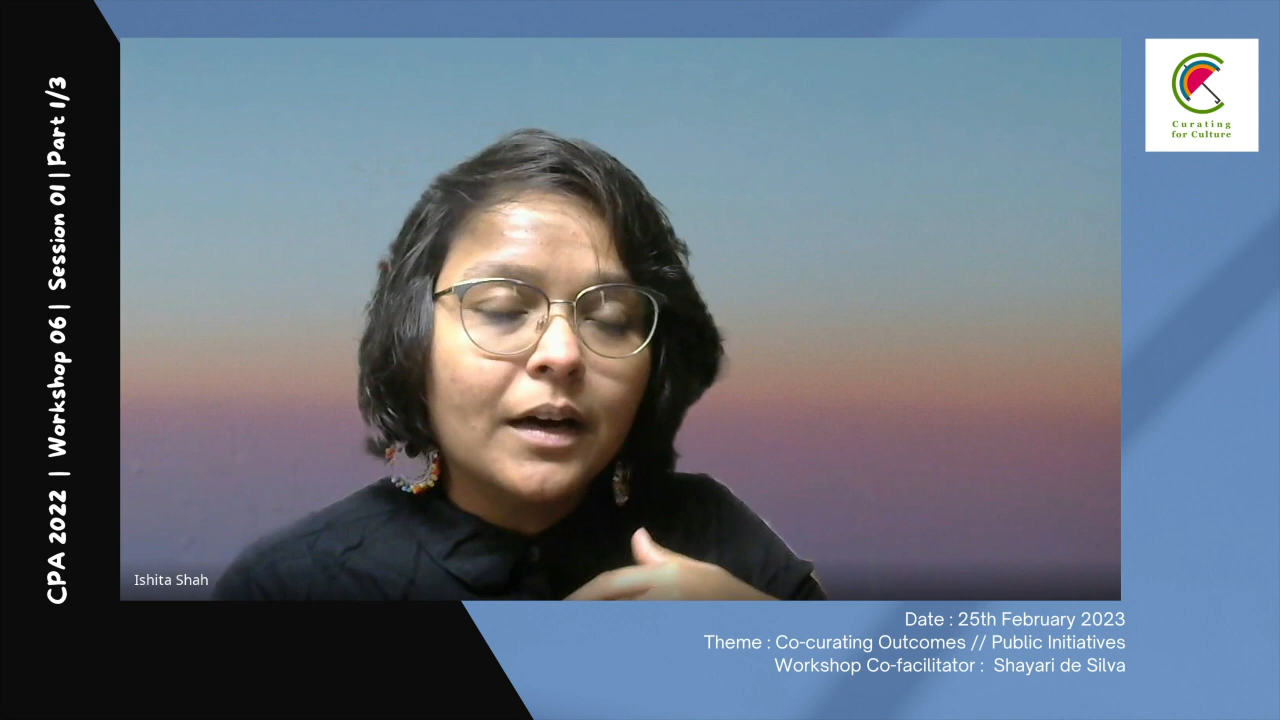 CPA 2022 | Workshop 06 | Session 01 | Part 1/3
Curating
for Culture
Ishita Shah
Date : 25th February 2023
Theme : Co-curating Outcomes // Public Initiatives
Workshop Co-facilitator : Shayari de Silva